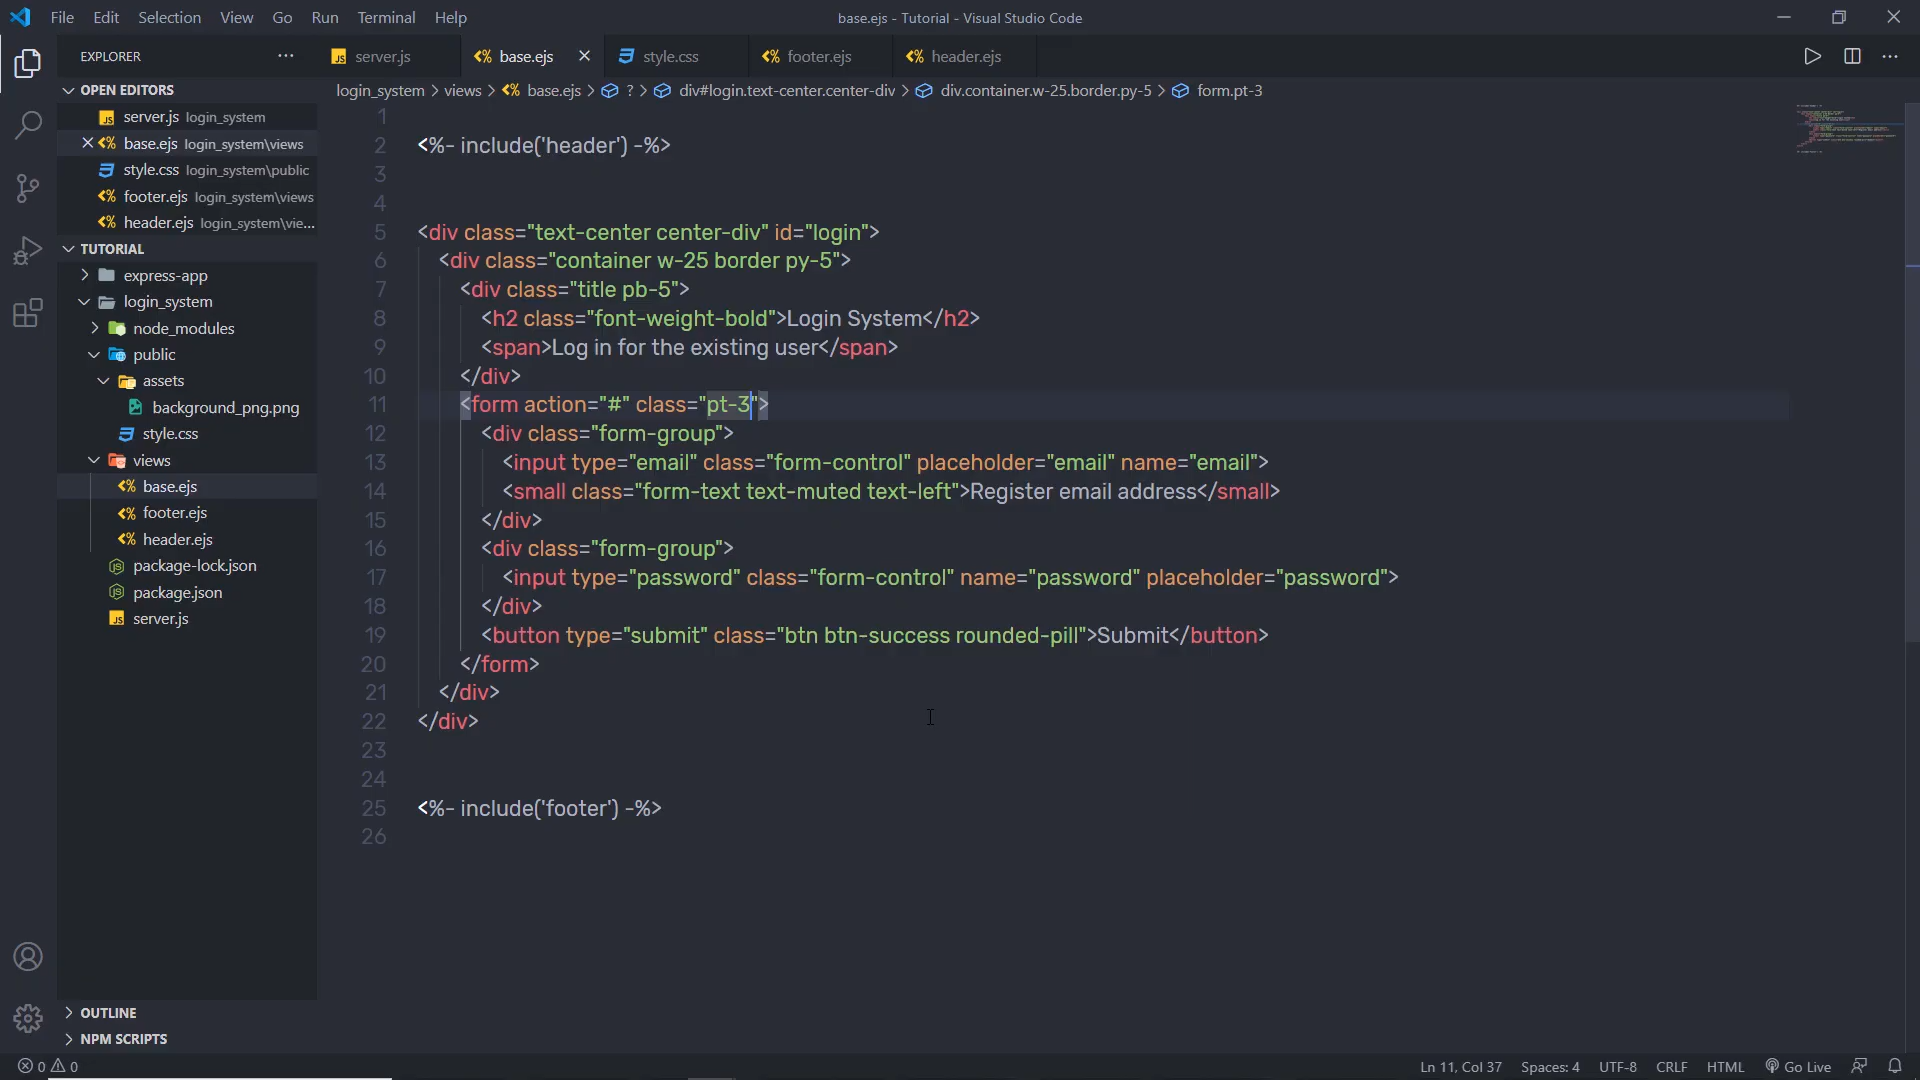 File Edit Selection View Go Run Terminal Help
base.ejs - Tutorial - Visual Studio Code
EXPLORER
server.js
base.ejs
style.css
footer.ejs
header.ejs
login_system > views > base.ejs > ? > div#login.text-center.center-div > div.container.w-25.border.py-5 > form.pt-3
OPEN EDITORS
server.js login_system
base.ejs login_system\views
style.css login_system\public
footer.ejs login_system\views
header.ejs login_system\vie...
TUTORIAL
express-app
login_system
node_modules
public
assets
background_png.png
style.css
views
base.ejs
footer.ejs
header.ejs
package-lock.json
package.json
server.js
OUTLINE
NPM SCRIPTS
1
2 <%- include('header') -%>
3
4
5 <div class="text-center center-div" id="login">
6 <div class="container w-25 border py-5">
7 <div class="title pb-5">
8 <h2 class="font-weight-bold">Login System</h2>
9 <span>Log in for the existing user</span>
10 </div>
11 <form action="#" class="pt-3">
12 <div class="form-group">
13 <input type="email" class="form-control" placeholder="email" name="email">
14 <small class="form-text text-muted text-left">Register email address</small>
15 </div>
16 <div class="form-group">
17 <input type="password" class="form-control" name="password" placeholder="password">
18 </div>
19 <button type="submit" class="btn btn-success rounded-pill">Submit</button>
20 </form>
21 </div>
22 </div>
23
24
25 <%- include('footer') -%>
26
0 0
Ln 11, Col 37 Spaces: 4 UTF-8 CRLF HTML Go Live